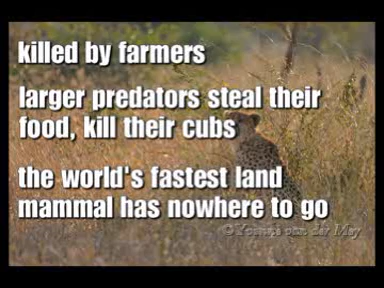 killed by farmers
larger predators steal their
food, kill their cubs
the world's fastest land
mammal has nowhere to go